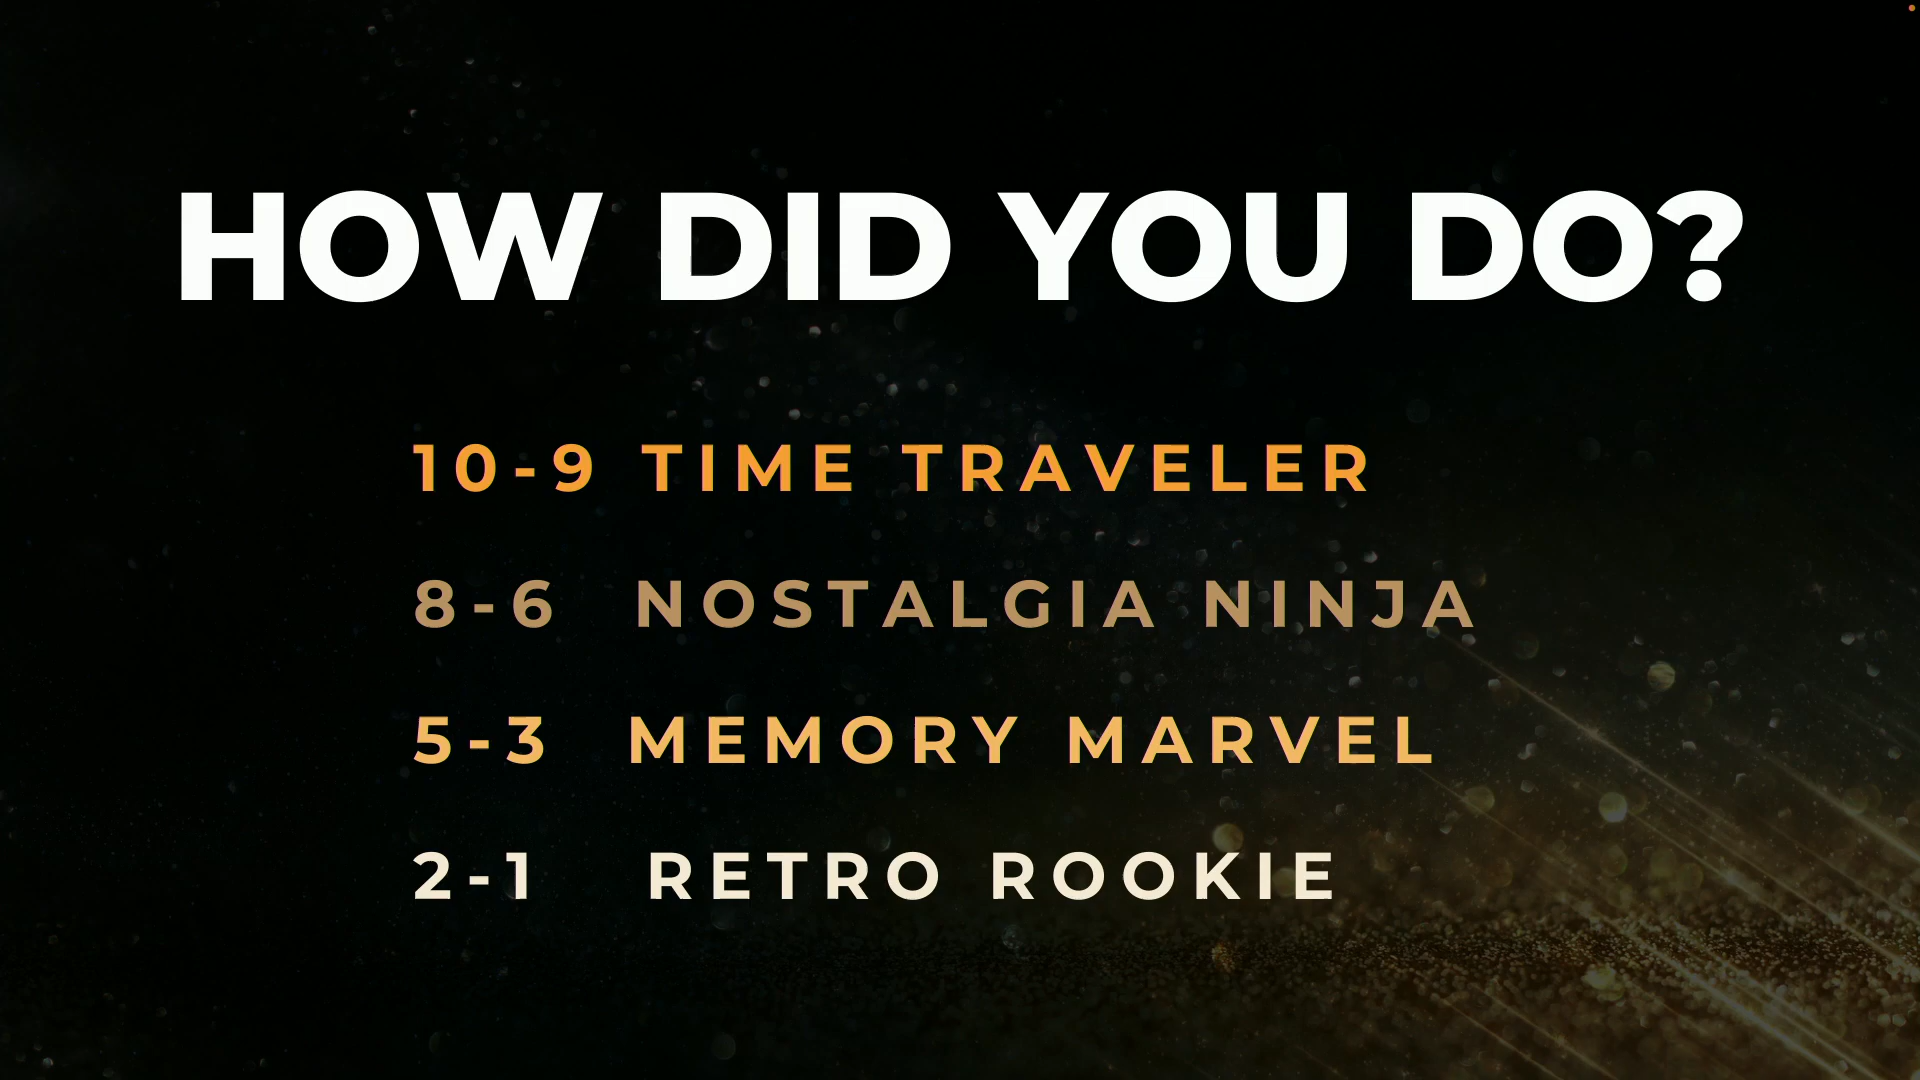 HOW DID YOU DO?
10-9 TIME TRAVELER
8-6 NOSTALGIA NINJA
5-3 MEMORY MARVEL
2-1 RETRO ROOKIE